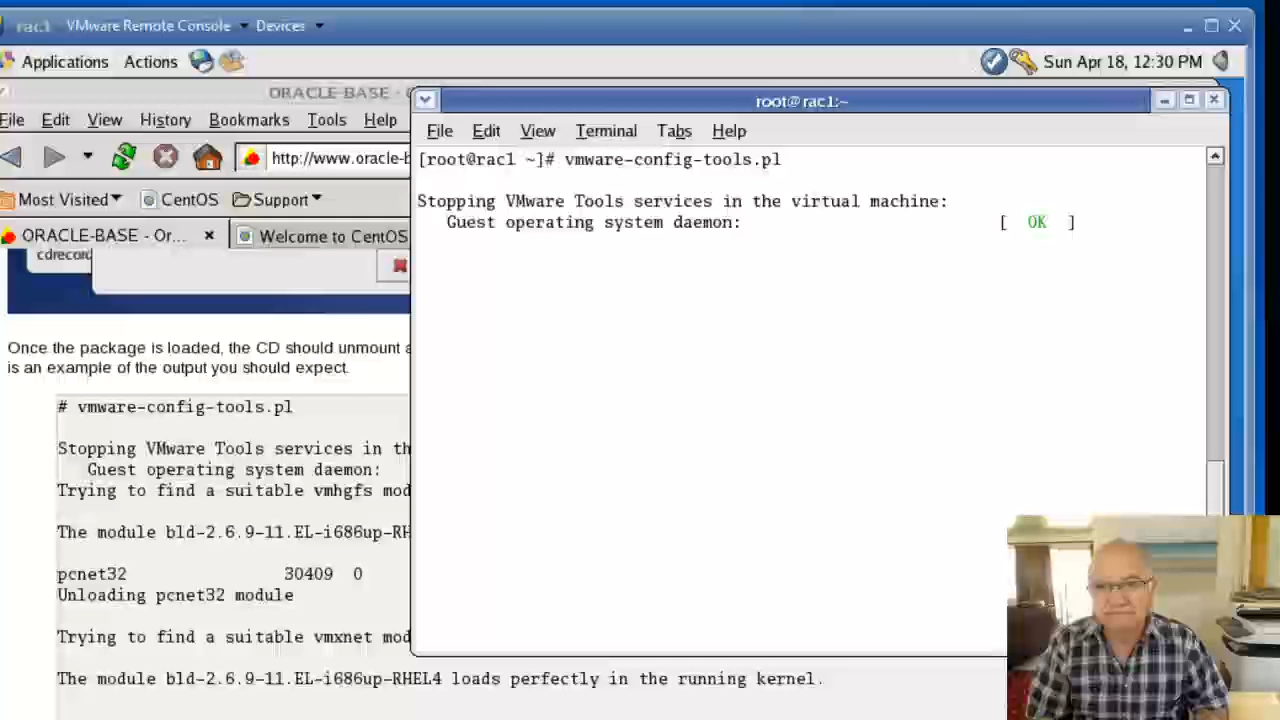 rac1 VMware Remote Console Devices
Applications Actions Sun Apr 18, 12:30 PM
ORACLE-BASE -
File Edit View History Bookmarks Tools Help
http://www.oracle-b
Most Visited CentOS Support
ORACLE-BASE - Or... Welcome to CentOS
cdrecord
Once the package is loaded, the CD should unmount a
is an example of the output you should expect.
# vmware-config-tools.pl
Stopping VMware Tools services in th
Guest operating system daemon:
Trying to find a suitable vmhgfs mod
The module bld-2.6.9-11.EL-i686up-RH
pcnet32 30409 0
Unloading pcnet32 module
Trying to find a suitable vmxnet mod
The module bld-2.6.9-11.EL-i686up-RHEL4 loads perfectly in the running kernel.
root@rac1:~
File Edit View Terminal Tabs Help
[root@rac1 ~]# vmware-config-tools.pl
Stopping VMware Tools services in the virtual machine:
Guest operating system daemon: [ OK ]